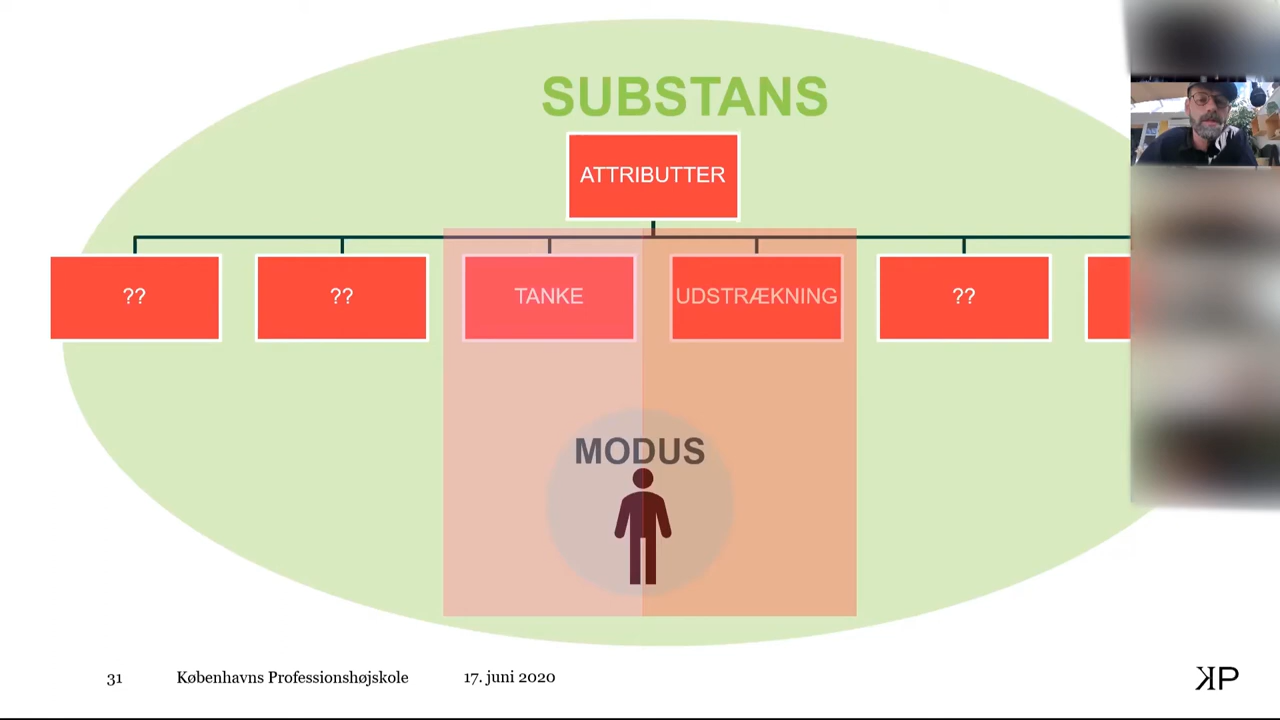 SUBSTANS
ATTRIBUTTER
??
??
TANKE
UDSTRÆKNING
??
MODUS
31
Københavns Professionshøjskole
17. juni 2020
KP